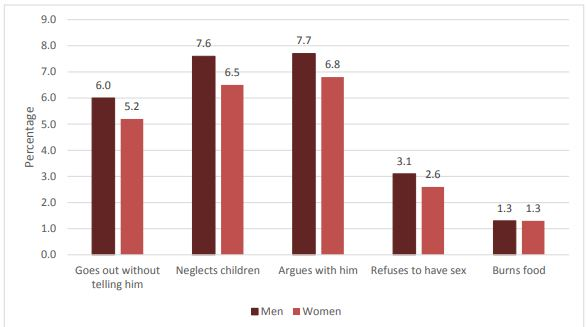 9.0
8.0
7.0
6.0
5.0
4.0
3.0
2.0
1.0
0.0
Percentage
6.0
5.2
7.6
6.5
7.7
6.8
3.1
2.6
1.3
1.3
Goes out without
telling him
Neglects children
Argues with him
Refuses to have sex
Burns food
Men
Women